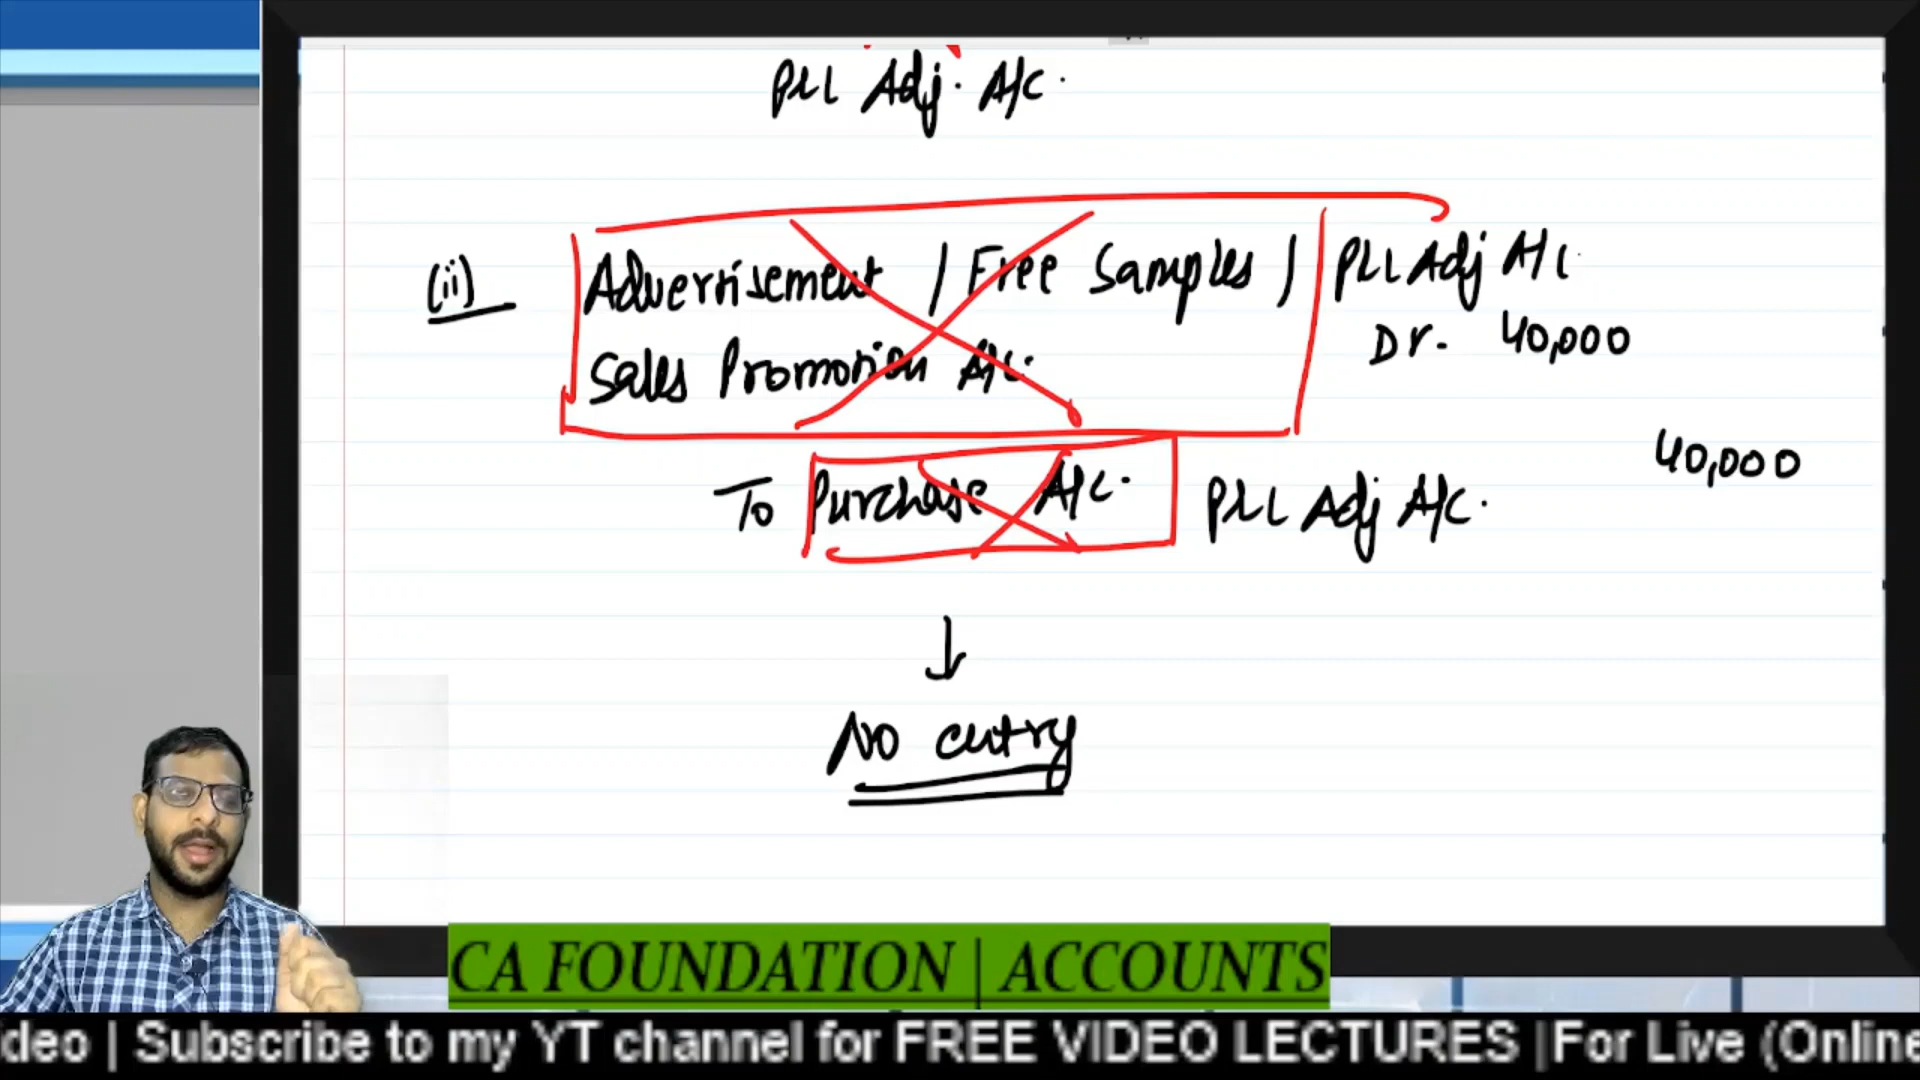 P&L Adj. A/c.
(ii) Advertisement / Free Samples / P&L Adj A/c.
Sales Promotion A/c. Dr. 40,000
40,000
To Purchase A/c. P&L Adj A/c.
↓
No entry
CA FOUNDATION | ACCOUNTS
deo | Subscribe to my YT channel for FREE VIDEO LECTURES |For Live (Online